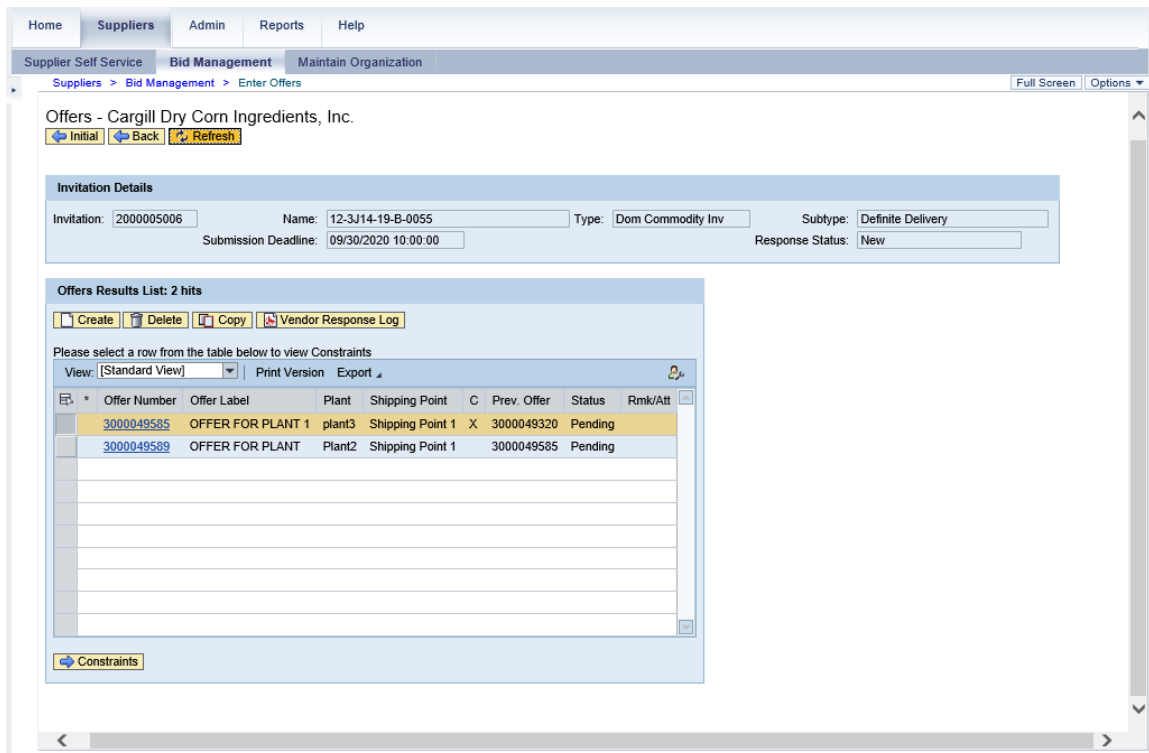 Home Suppliers Admin Reports Help
Supplier Self Service Bid Management Maintain Organization
Suppliers > Bid Management > Enter Offers Full Screen Options
Offers - Cargill Dry Corn Ingredients, Inc.
Initial Back Refresh
Invitation Details
Invitation: 2000005006 Name: 12-3J14-19-B-0055 Type: Dom Commodity Inv Subtype: Definite Delivery
Submission Deadline: 09/30/2020 10:00:00 Response Status: New
Offers Results List: 2 hits
Create Delete Copy Vendor Response Log
Please select a row from the table below to view Constraints
View: [Standard View] Print Version Export
* Offer Number Offer Label Plant Shipping Point C Prev. Offer Status Rmk/Att
3000049585 OFFER FOR PLANT 1 plant3 Shipping Point 1 X 3000049320 Pending
3000049589 OFFER FOR PLANT Plant2 Shipping Point 1 3000049585 Pending
Constraints